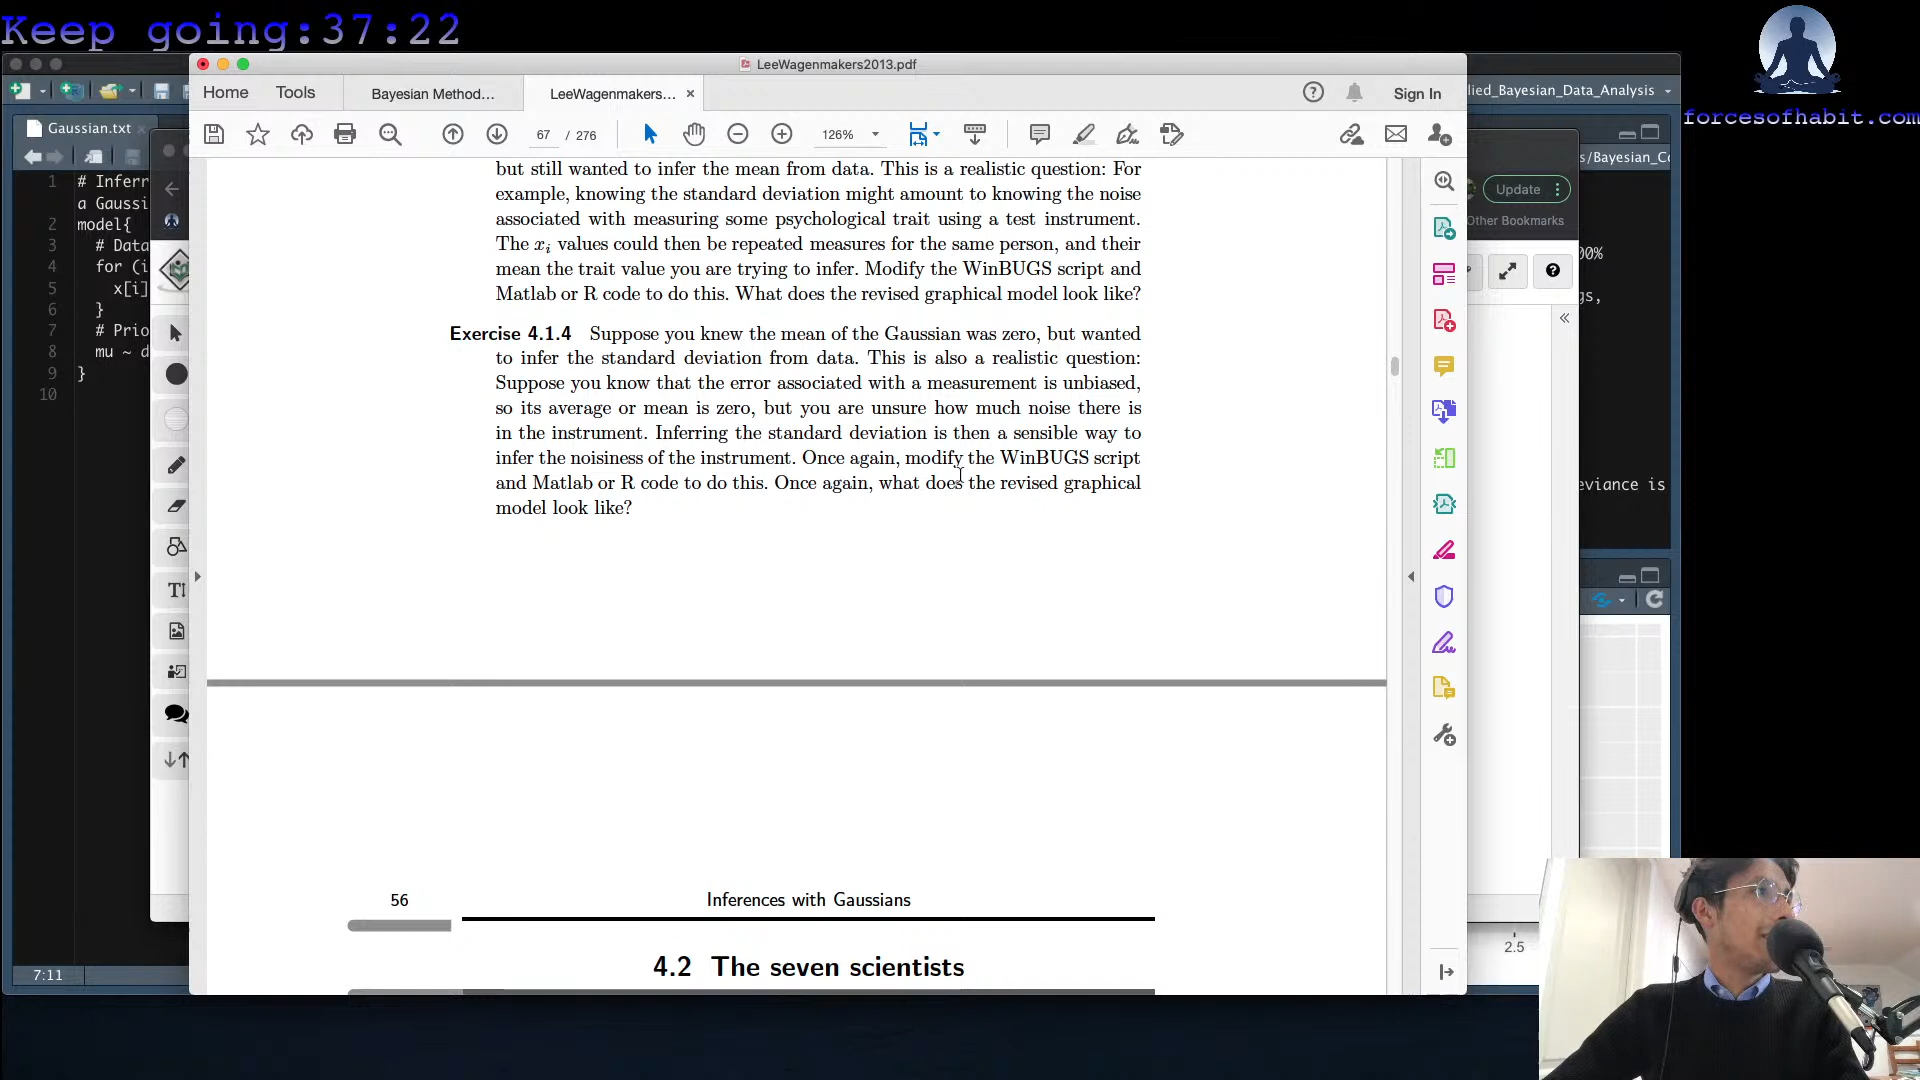 Keep going:37:22
forcesofhabit.com
LeeWagenmakers2013.pdf
Home
Tools
Bayesian Method...
LeeWagenmakers...
Sign In
67 / 276
126%
but still wanted to infer the mean from data. This is a realistic question: For
example, knowing the standard deviation might amount to knowing the noise
associated with measuring some psychological trait using a test instrument.
The xi values could then be repeated measures for the same person, and their
mean the trait value you are trying to infer. Modify the WinBUGS script and
Matlab or R code to do this. What does the revised graphical model look like?
Exercise 4.1.4 Suppose you knew the mean of the Gaussian was zero, but wanted
to infer the standard deviation from data. This is also a realistic question:
Suppose you know that the error associated with a measurement is unbiased,
so its average or mean is zero, but you are unsure how much noise there is
in the instrument. Inferring the standard deviation is then a sensible way to
infer the noisiness of the instrument. Once again, modify the WinBUGS script
and Matlab or R code to do this. Once again, what does the revised graphical
model look like?
56
Inferences with Gaussians
4.2 The seven scientists
Gaussian.txt
1 # Inferr
a Gaussi
2 model{
3 # Data
4 for (i
5 x[i]
6 }
7 # Prio
8 mu ~ d
9 }
10
7:11
lied_Bayesian_Data_Analysis
s/Bayesian_Co
Update
Other Bookmarks
00%
gs,
eviance is
2.5